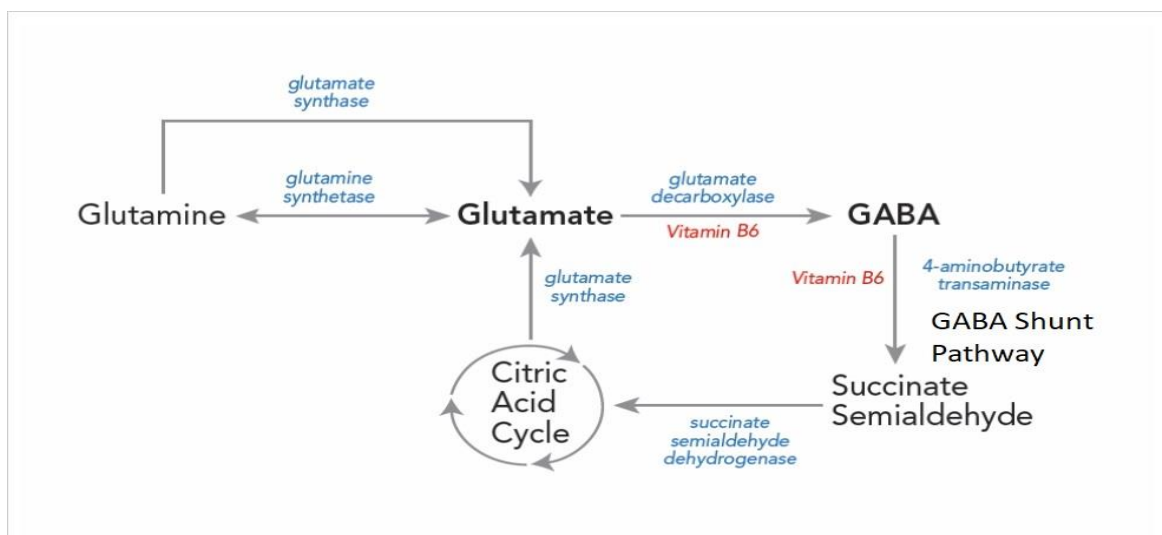 glutamate
synthase
glutamine
synthetase
Glutamine
Glutamate
glutamate
decarboxylase
Vitamin B6
GABA
glutamate
synthase
Vitamin B6
4-aminobutyrate
transaminase
GABA Shunt
Pathway
Citric
Acid
Cycle
Succinate
Semialdehyde
succinate
semialdehyde
dehydrogenase